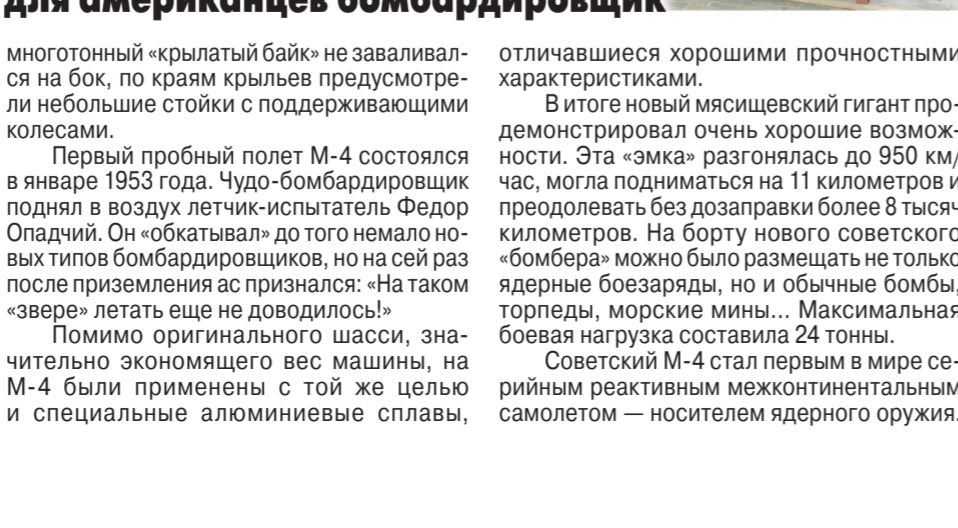 для американцев бомбардировщик
многотонный «крылатый байк» не заваливал-
ся на бок, по краям крыльев предусмотре-
ли небольшие стойки с поддерживающими
колесами.
Первый пробный полет М-4 состоялся
в январе 1953 года. Чудо-бомбардировщик
поднял в воздух летчик-испытатель Федор
Опадчий. Он «обкатывал» до того немало но-
вых типов бомбардировщиков, но на сей раз
после приземления ас признался: «На таком
«звере» летать еще не доводилось!»
Помимо оригинального шасси, зна-
чительно экономящего вес машины, на
М-4 были применены с той же целью
и специальные алюминиевые сплавы,
отличавшиеся хорошими прочностными
характеристиками.
В итоге новый мясищевский гигант про-
демонстрировал очень хорошие возмож-
ности. Эта «эмка» разгонялась до 950 км/
час, могла подниматься на 11 километров и
преодолевать без дозаправки более 8 тысяч
километров. На борту нового советского
«бомбера» можно было размещать не только
ядерные боезаряды, но и обычные бомбы,
торпеды, морские мины... Максимальная
боевая нагрузка составила 24 тонны.
Советский М-4 стал первым в мире се-
рийным реактивным межконтинентальным
самолетом — носителем ядерного оружия.